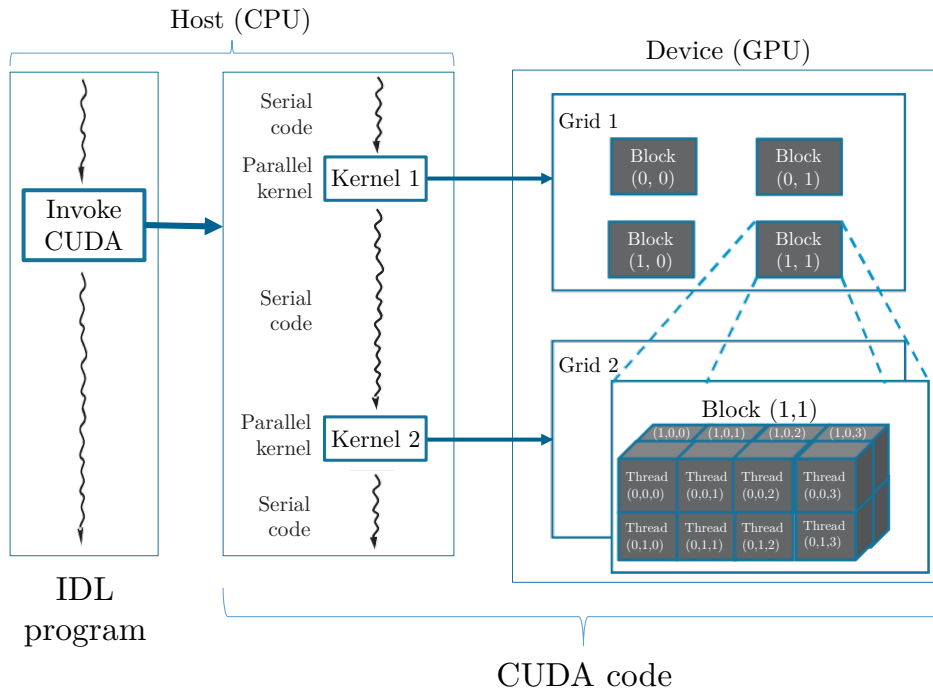 Host (CPU)
Device (GPU)
Invoke
CUDA
Serial
code
Parallel
kernel
Kernel 1
Serial
code
Parallel
kernel
Kernel 2
Serial
code
Grid 1
Block
(0, 0)
Block
(0, 1)
Block
(1, 0)
Block
(1, 1)
Grid 2
Block (1,1)
(1,0,0)
(1,0,1)
(1,0,2)
(1,0,3)
Thread
(0,0,0)
Thread
(0,0,1)
Thread
(0,0,2)
Thread
(0,0,3)
Thread
(0,1,0)
Thread
(0,1,1)
Thread
(0,1,2)
Thread
(0,1,3)
IDL
program
CUDA code